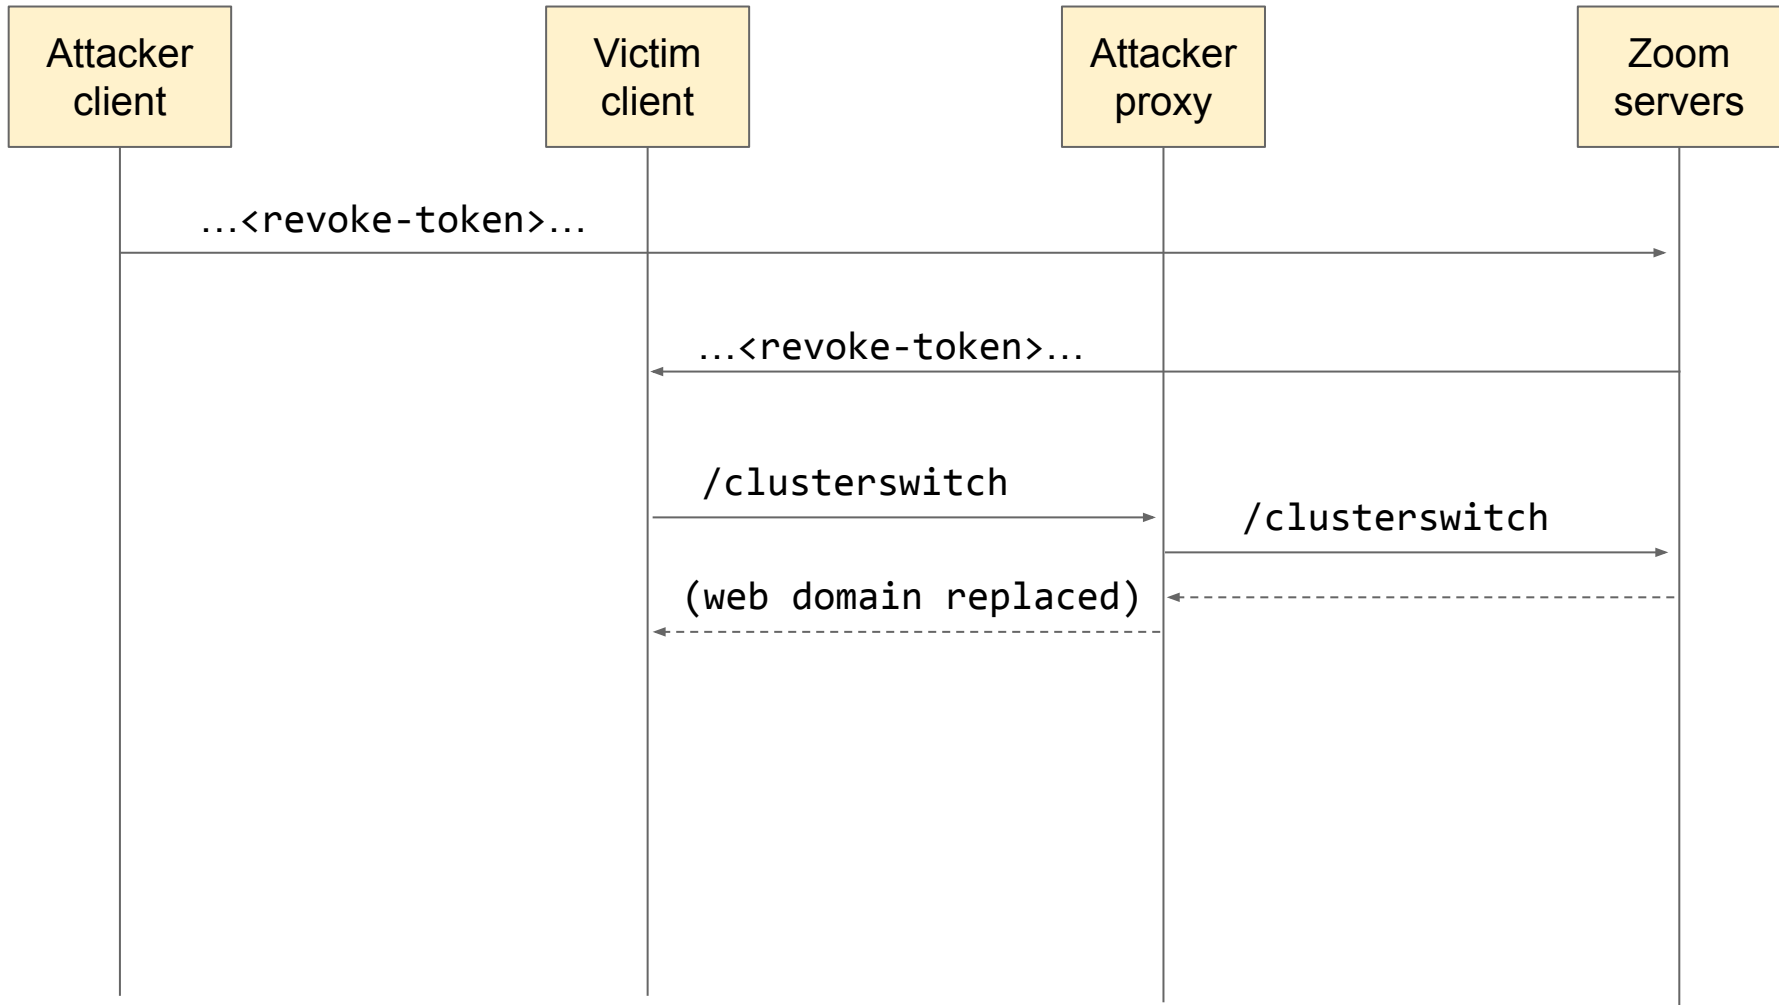 Attacker
client
Victim
client
Attacker
proxy
Zoom
servers
…<revoke-token>…
…<revoke-token>…
/clusterswitch
/clusterswitch
(web domain replaced)